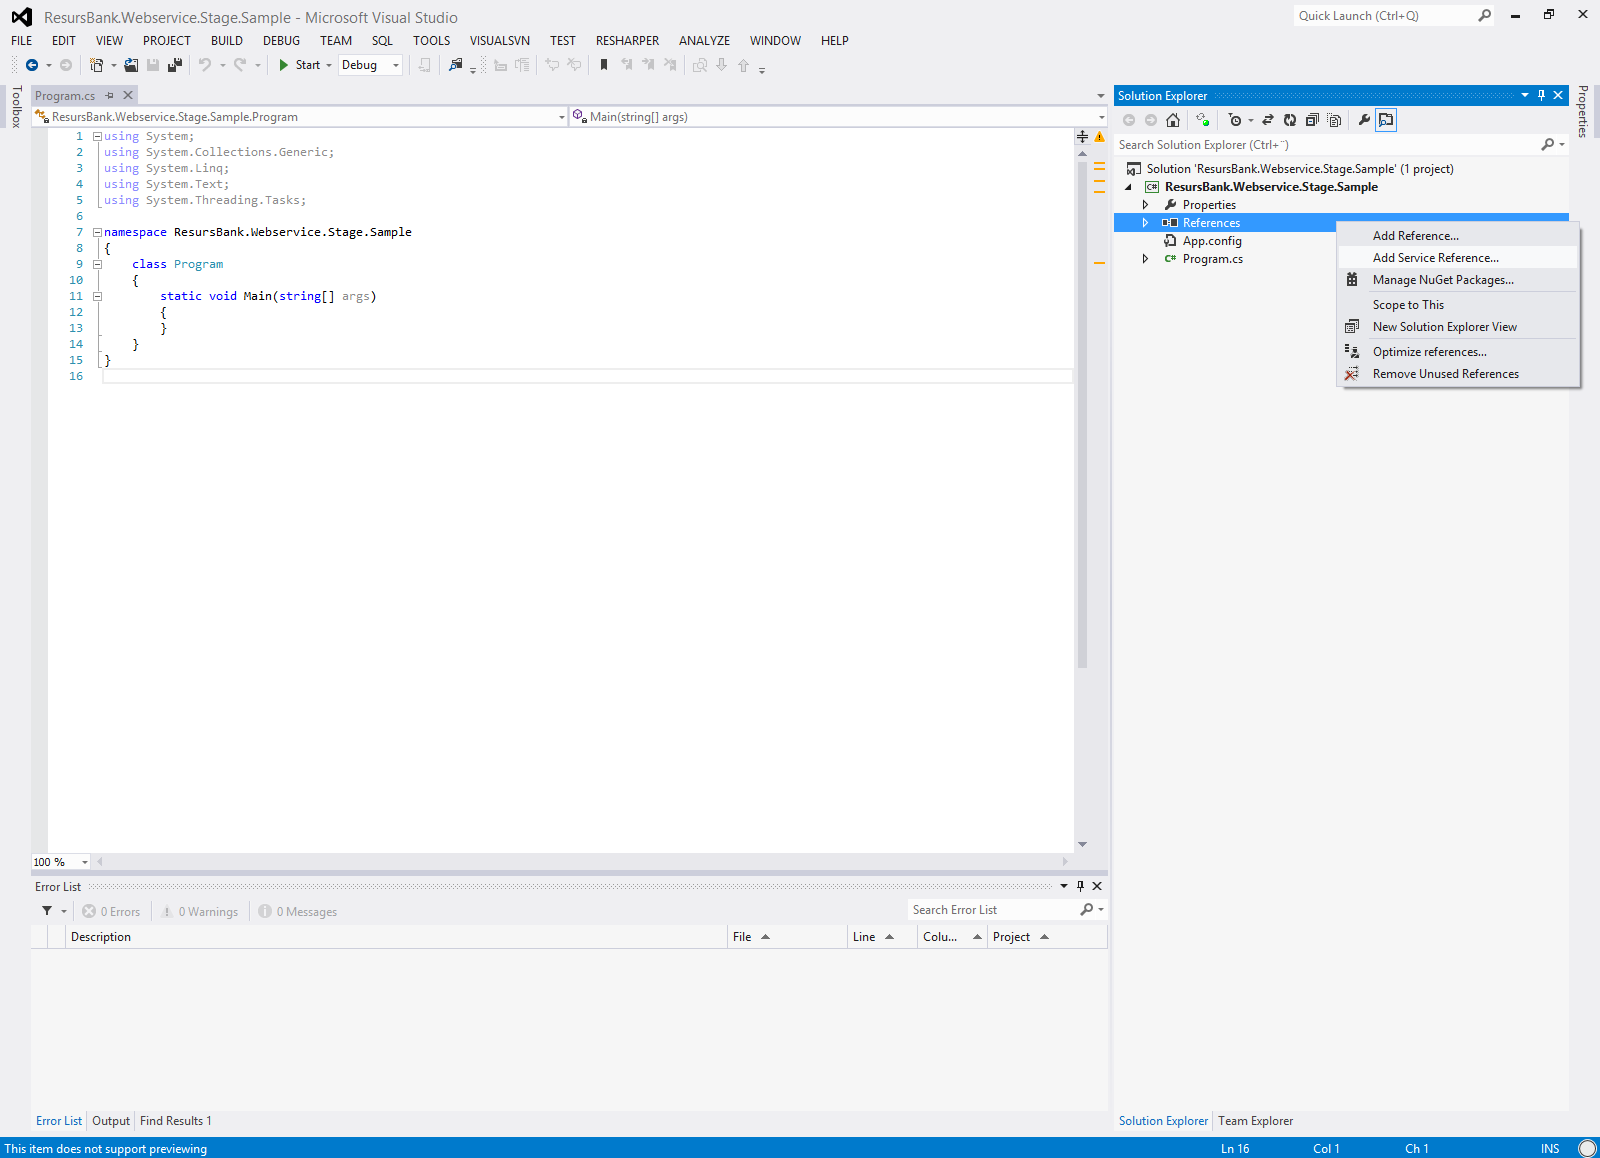 ResursBank.Webservice.Stage.Sample - Microsoft Visual Studio
Quick Launch (Ctrl+Q)
FILE EDIT VIEW PROJECT BUILD DEBUG TEAM SQL TOOLS VISUALSVN TEST RESHARPER ANALYZE WINDOW HELP
Start Debug
Toolbox
Program.cs
ResursBank.Webservice.Stage.Sample.Program Main(string[] args)
1 using System;
2 using System.Collections.Generic;
3 using System.Linq;
4 using System.Text;
5 using System.Threading.Tasks;
6
7 namespace ResursBank.Webservice.Stage.Sample
8 {
9 class Program
10 {
11 static void Main(string[] args)
12 {
13 }
14 }
15 }
16
100 %
Error List
0 Errors 0 Warnings 0 Messages
Search Error List
Description File Line Colu... Project
Error List Output Find Results 1
Solution Explorer
Search Solution Explorer (Ctrl+¨)
Solution 'ResursBank.Webservice.Stage.Sample' (1 project)
C# ResursBank.Webservice.Stage.Sample
Properties
References
App.config
C# Program.cs
Add Reference...
Add Service Reference...
Manage NuGet Packages...
Scope to This
New Solution Explorer View
Optimize references...
Remove Unused References
Solution Explorer Team Explorer
Properties
This item does not support previewing
Ln 16 Col 1 Ch 1 INS